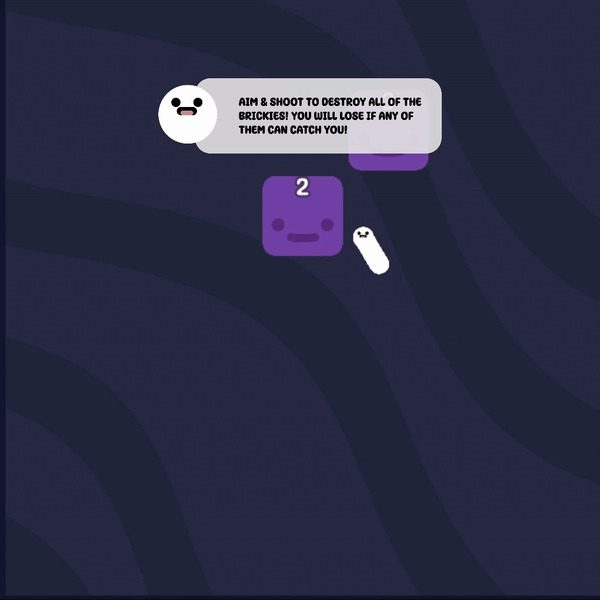 AIM & SHOOT TO DESTROY ALL OF THE
BRICKIES! YOU WILL LOSE IF ANY OF
THEM CAN CATCH YOU!
2